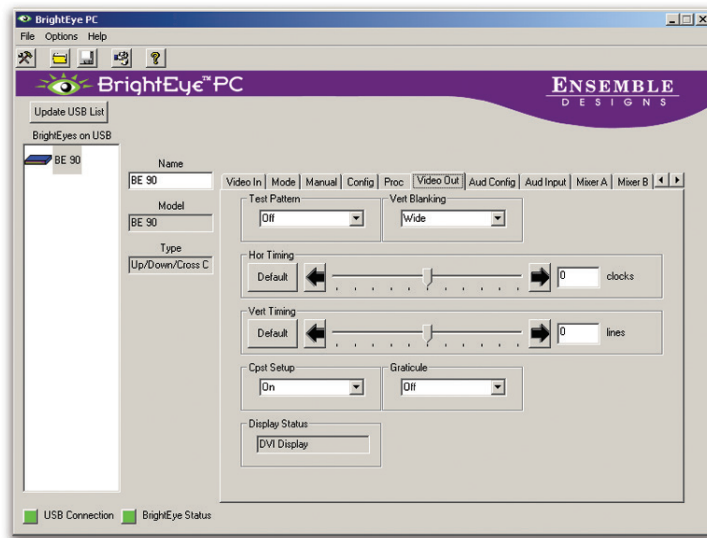 BrightEye PC
File Options Help
BrightEye™PC
ENSEMBLE
DESIGNS
Update USB List
BrightEyes on USB
BE 90
Name
BE 90
Model
BE 90
Type
Up/Down/Cross C
Video In Mode Manual Config Proc Video Out Aud Config Aud Input Mixer A Mixer B
Test Pattern
Off
Vert Blanking
Wide
Hor Timing
Default
0 clocks
Vert Timing
Default
0 lines
Cpst Setup
On
Graticule
Off
Display Status
DVI Display
USB Connection BrightEye Status